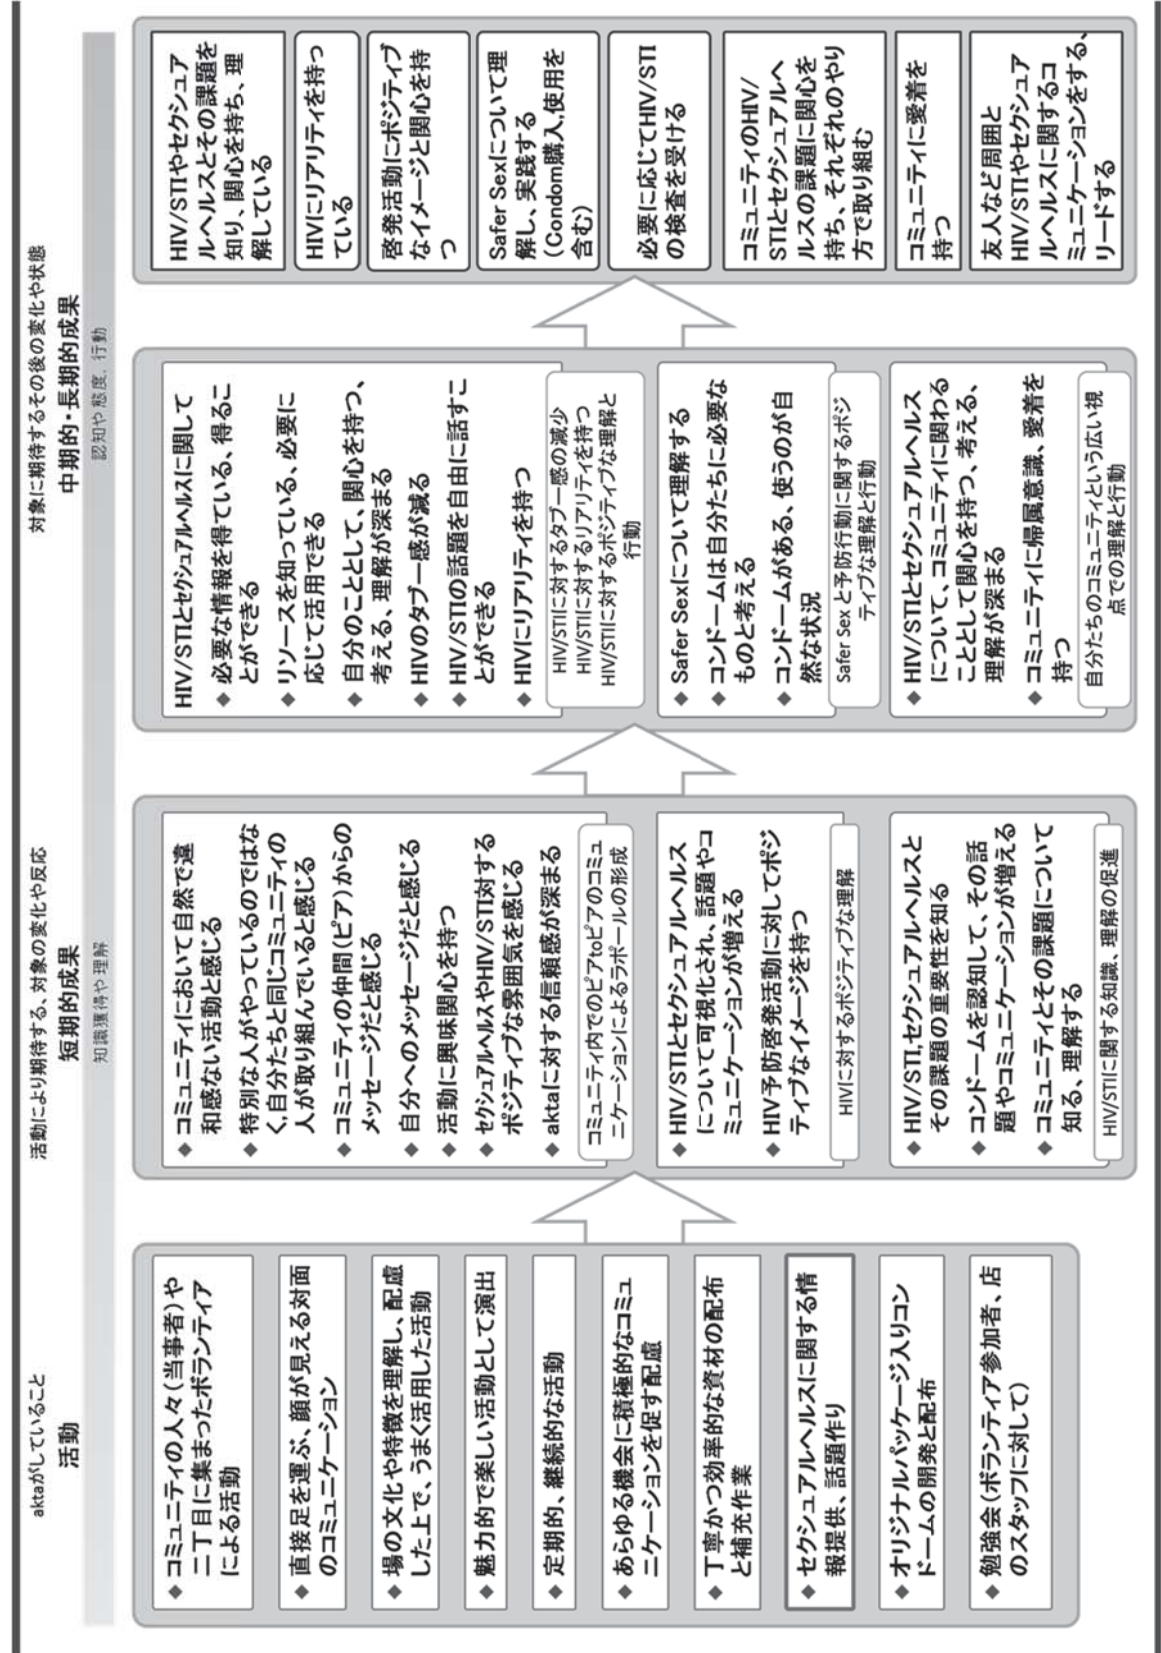 aktaがしていること
活動
活動により期待する、対象の変化や反応
短期的成果
知識獲得や理解
対象に期待するその後の変化や状態
中期的・長期的成果
認知や態度、行動
◆ コミュニティの人々(当事者)や
二丁目に集まったボランティア
による活動
◆ 直接足を運ぶ、顔が見える対面
のコミュニケーション
◆ 場の文化や特徴を理解し、配慮
した上で、うまく活用した活動
◆ 魅力的で楽しい活動として演出
◆ 定期的、継続的な活動
◆ あらゆる機会に積極的なコミュ
ニケーションを促す配慮
◆ 丁寧かつ効率的な資材の配布
と補充作業
◆ セクシュアルヘルスに関する情
報提供、話題作り
◆ オリジナルパッケージ入りコン
ドームの開発と配布
◆ 勉強会(ボランティア参加者、店
のスタッフに対して)
◆ コミュニティにおいて自然で違
和感ない活動と感じる
◆ 特別な人がやっているのではな
く,自分たちと同じコミュニティの
人が取り組んでいると感じる
◆ コミュニティの仲間(ピア)からの
メッセージだと感じる
◆ 自分へのメッセージだと感じる
◆ 活動に興味関心を持つ
◆ セクシュアルヘルスやHIV/STI対する
ポジティブな雰囲気を感じる
◆ aktaに対する信頼感が深まる
コミュニティ内でのピアtoピアのコミュ
ニケーションによるラポールの形成
◆ HIV/STIとセクシュアルヘルス
について可視化され、話題やコ
ミュニケーションが増える
◆ HIV予防啓発活動に対してポジ
ティブなイメージを持つ
HIVに対するポジティブな理解
◆ HIV/STI,セクシュアルヘルスと
その課題の重要性を知る
◆ コンドームを認知して、その話
題やコミュニケーションが増える
◆ コミュニティとその課題について
知る、理解する
HIV/STIに関する知識、理解の促進
HIV/STIとセクシュアルヘルスに関して
◆ 必要な情報を得ている、得るこ
とができる
◆ リソースを知っている、必要に
応じて活用できる
◆ 自分のこととして、関心を持つ、
考える、理解が深まる
◆ HIVのタブー感が減る
◆ HIV/STIの話題を自由に話すこ
とができる
◆ HIVにリアリティを持つ
HIV/STIに対するタブー感の減少
HIV/STIに対するリアリティを持つ
HIV/STIに対するポジティブな理解と
行動
◆ Safer Sexについて理解する
◆ コンドームは自分たちに必要な
ものと考える
◆ コンドームがある、使うのが自
然な状況
Safer Sex と予防行動に関するポジ
ティブな理解と行動
◆ HIV/STIとセクシュアルヘルス
について、コミュニティに関わる
こととして関心を持つ、考える、
理解が深まる
◆ コミュニティに帰属意識、愛着を
持つ
自分たちのコミュニティという広い視
点での理解と行動
HIV/STIやセクシュア
ルヘルスとその課題を
知り、関心を持ち、理
解している
HIVにリアリティを持っ
ている
啓発活動にポジティブ
なイメージと関心を持
つ
Safer Sexについて理
解し、実践する
(Condom購入,使用を
含む)
必要に応じてHIV/STI
の検査を受ける
コミュニティのHIV/
STIとセクシュアルヘ
ルスの課題に関心を
持ち、それぞれのやり
方で取り組む
コミュニティに愛着を
持つ
友人など周囲と
HIV/STIやセクシュア
ルヘルスに関するコ
ミュニケーションをする、
リードする